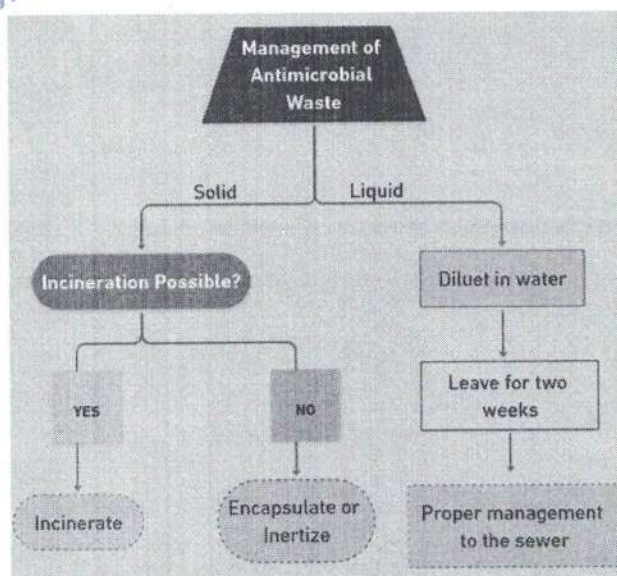 Management of
Antimicrobial
Waste
Solid
Liquid
Incineration Possible?
Diluet in water
YES
NO
Leave for two
weeks
Incinerate
Encapsulate or
Inertize
Proper management
to the sewer